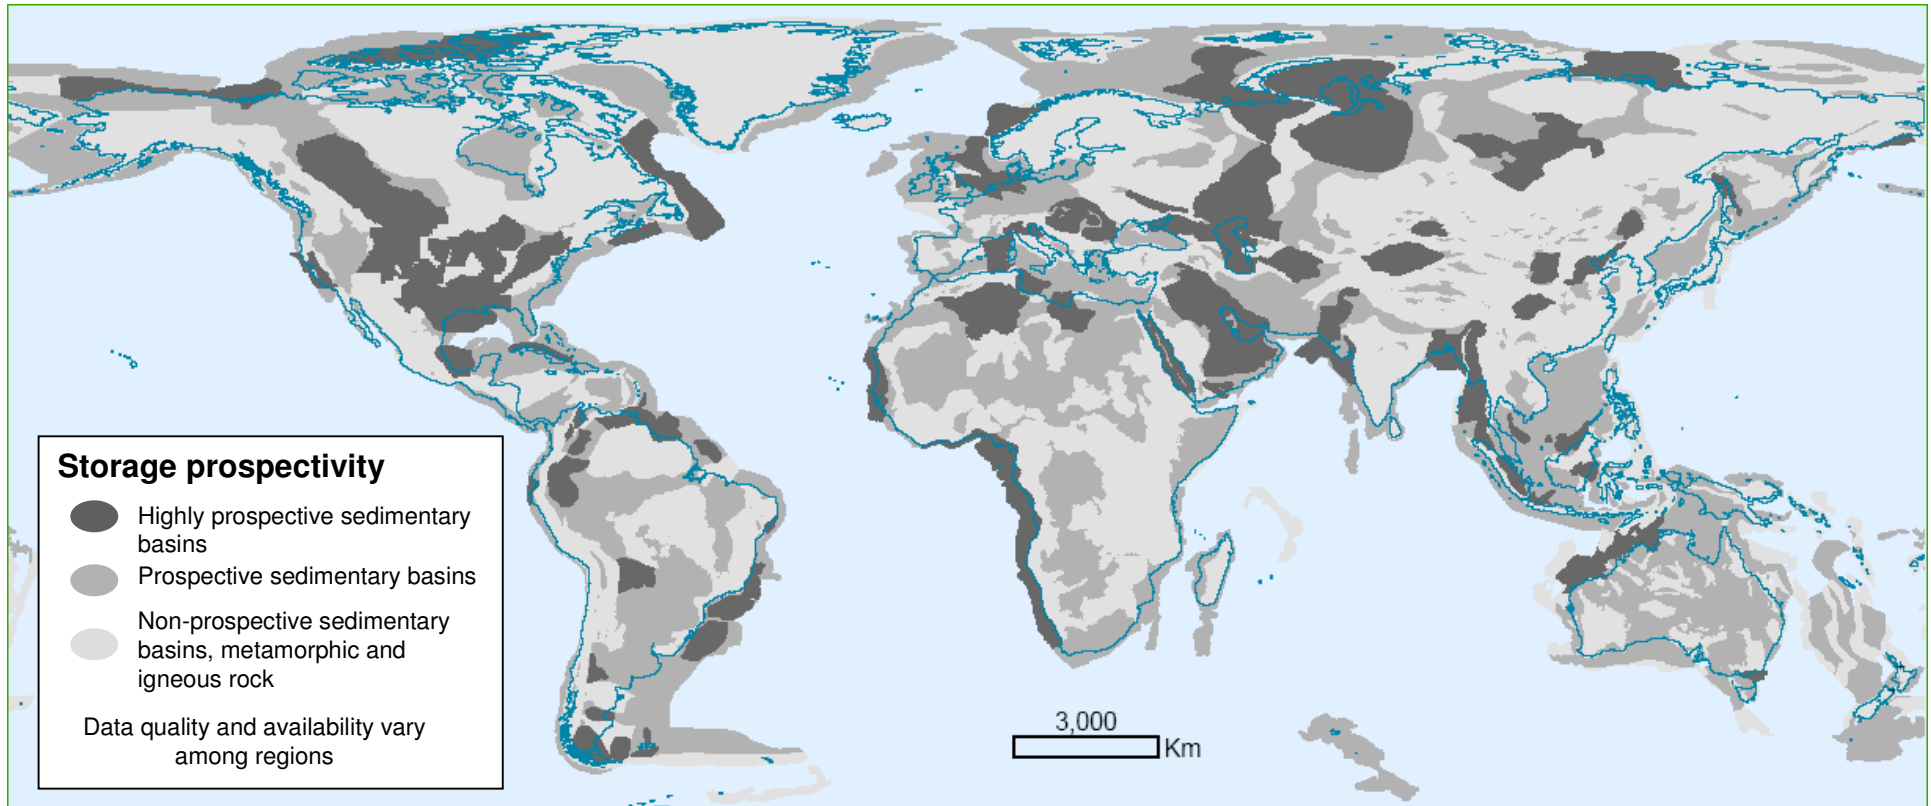 Storage prospectivity
Highly prospective sedimentary
basins
Prospective sedimentary basins
Non-prospective sedimentary
basins, metamorphic and
igneous rock
Data quality and availability vary
among regions
3,000
Km